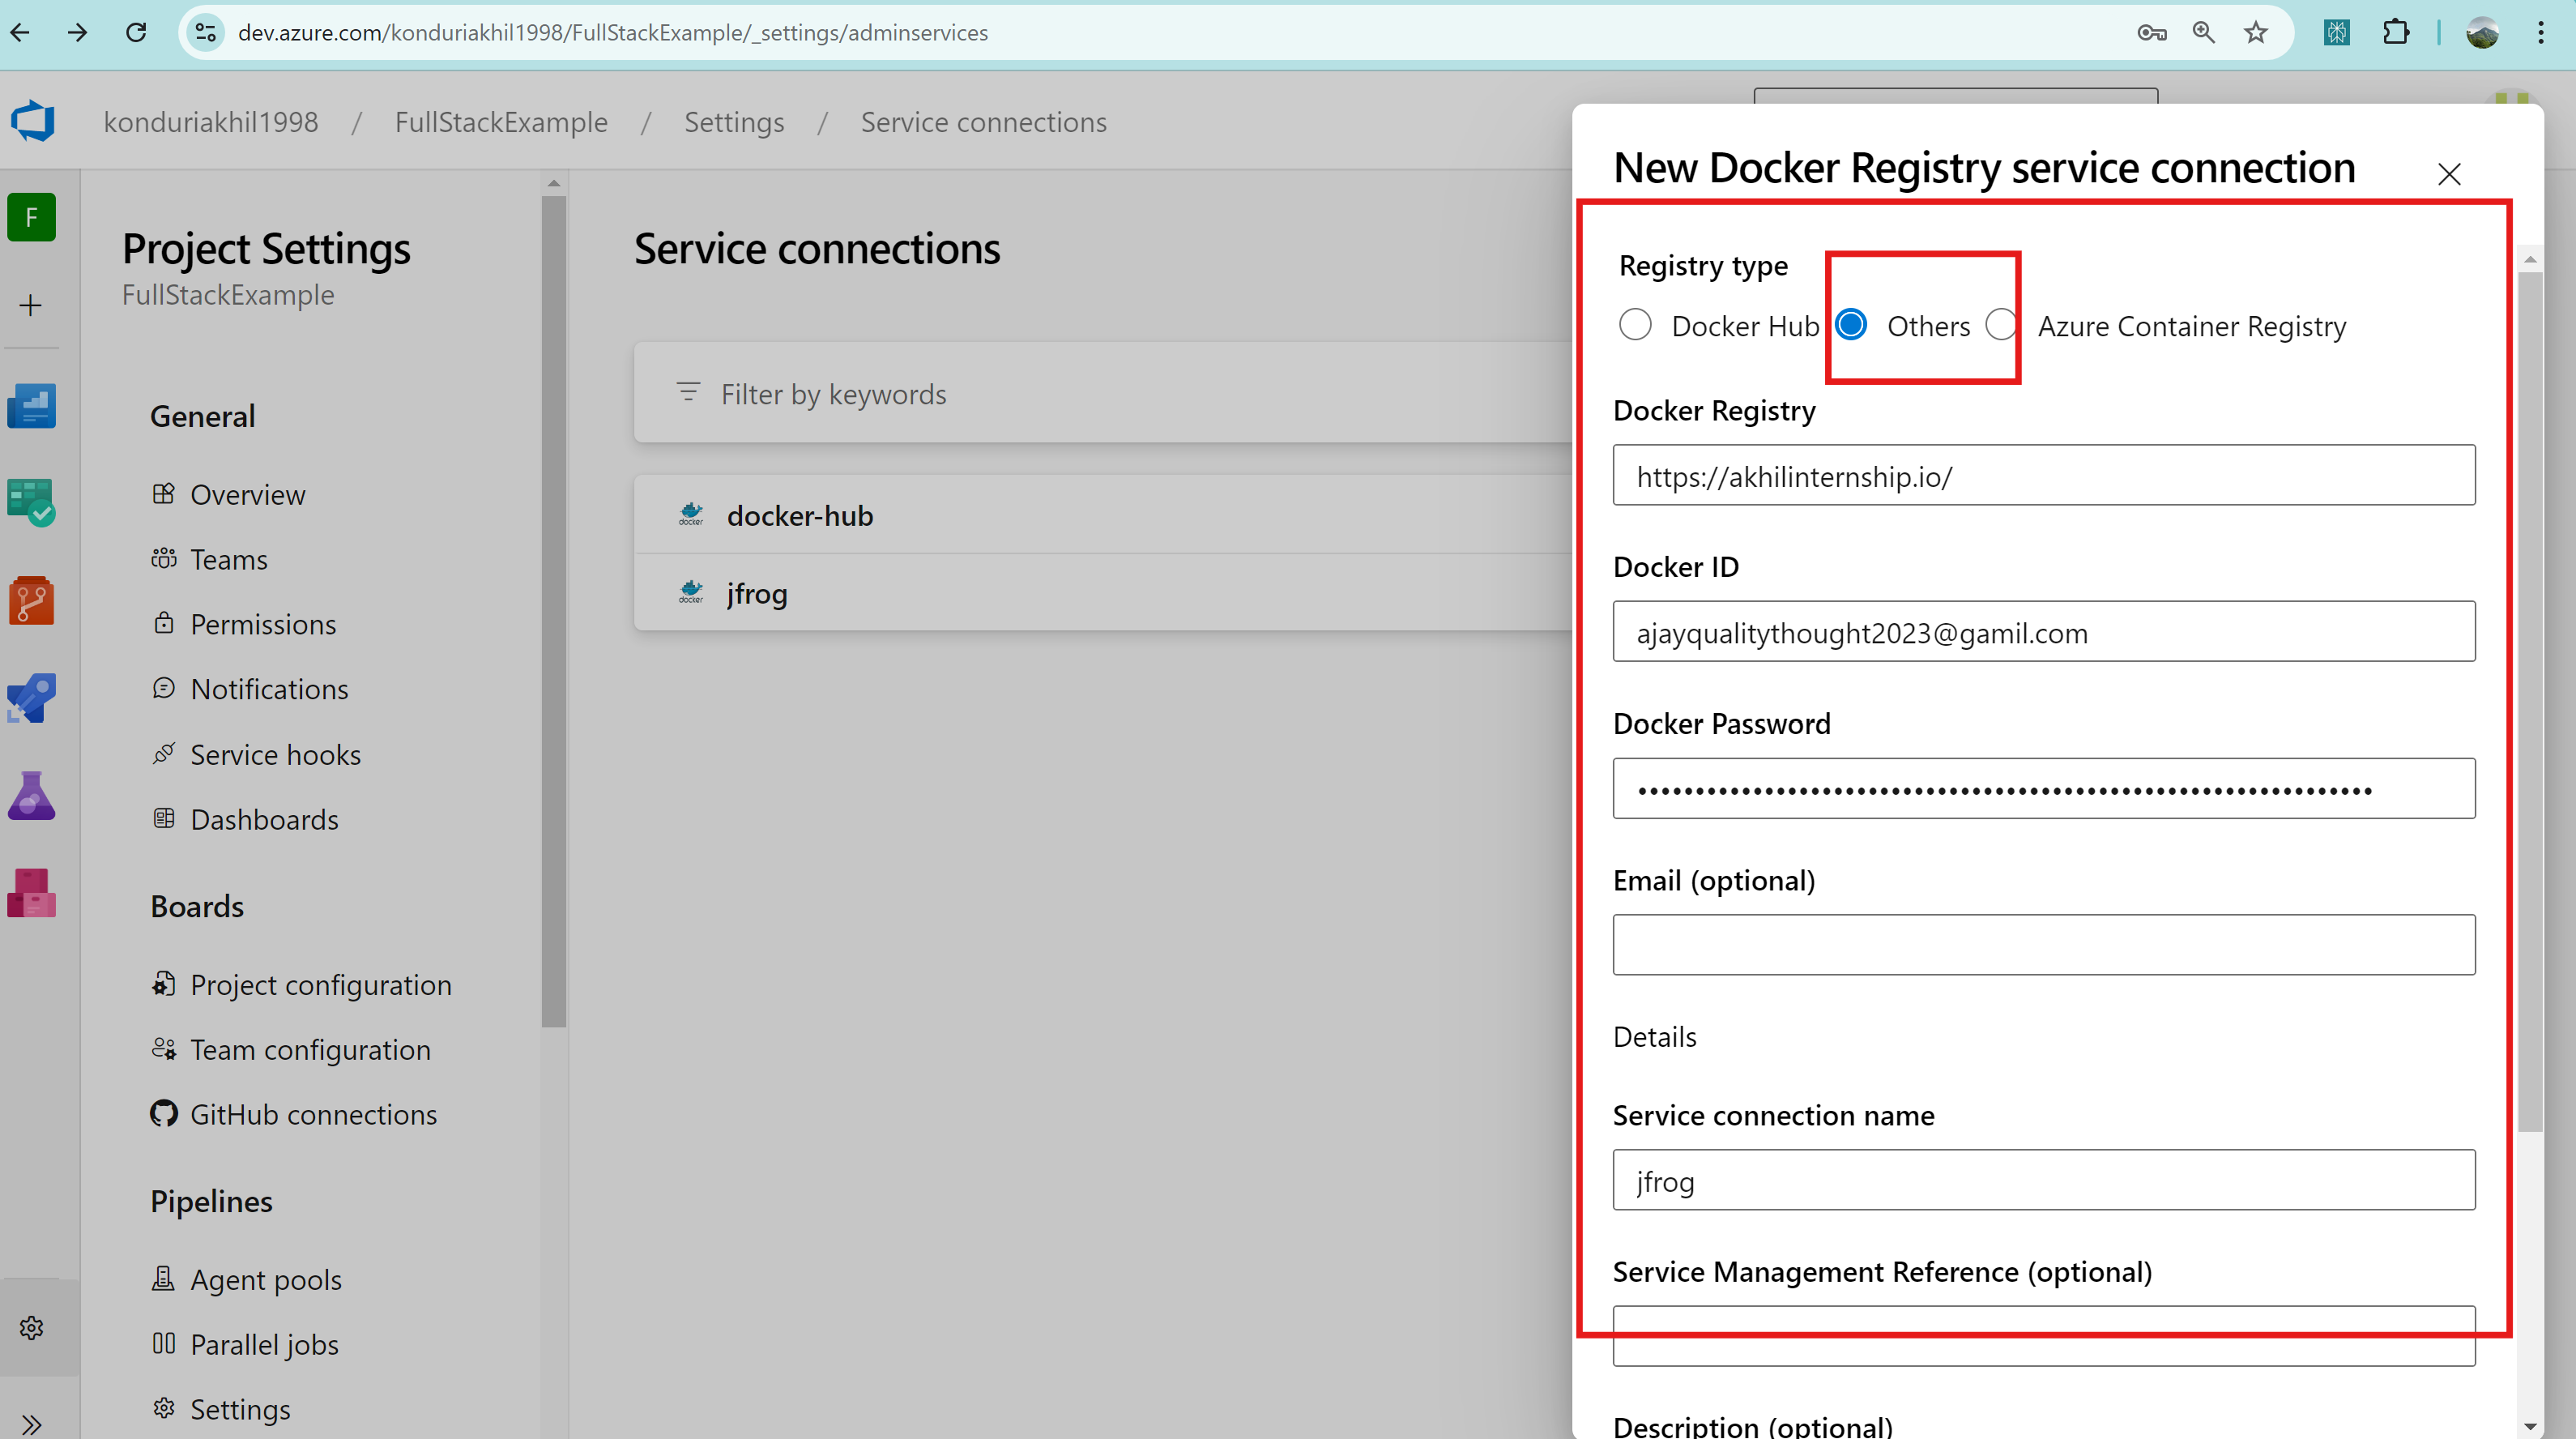 dev.azure.com/konduriakhil1998/FullStackExample/_settings/adminservices
konduriakhil1998 / FullStackExample / Settings / Service connections
F
Project Settings
FullStackExample
General
Overview
Teams
Permissions
Notifications
Service hooks
Dashboards
Boards
Project configuration
Team configuration
GitHub connections
Pipelines
Agent pools
Parallel jobs
Settings
Service connections
Filter by keywords
docker docker-hub
docker jfrog
New Docker Registry service connection
Registry type
Docker Hub Others Azure Container Registry
Docker Registry
https://akhilinternship.io/
Docker ID
ajayqualitythought2023@gamil.com
Docker Password
Email (optional)
Details
Service connection name
jfrog
Service Management Reference (optional)
Description (optional)